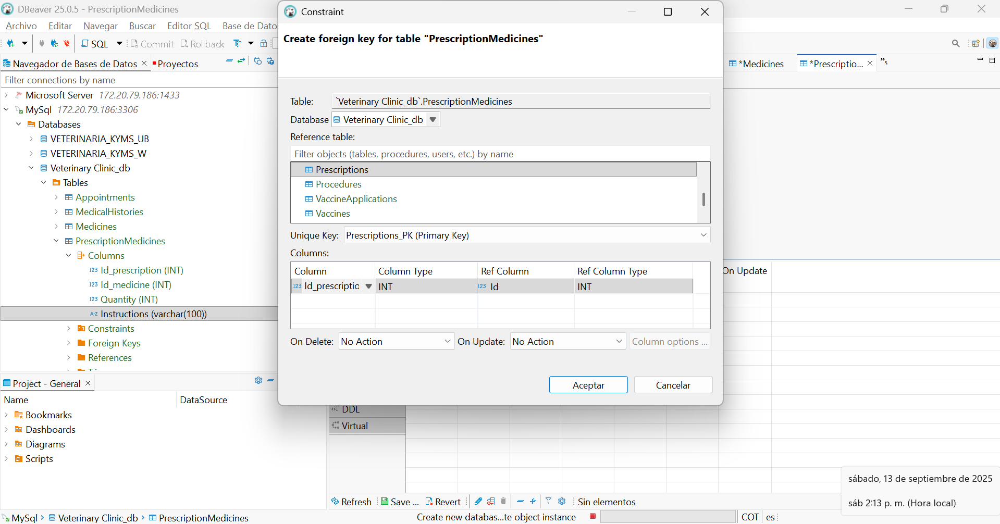 DBeaver 25.0.5 - PrescriptionMedicines
Archivo Editar Navegar Buscar Editor SQL Base de Dato
SQL Commit Rollback
Navegador de Bases de Datos Proyectos
Filter connections by name
Microsoft Server 172.20.79.186:1433
MySql 172.20.79.186:3306
Databases
VETERINARIA_KYMS_UB
VETERINARIA_KYMS_W
Veterinary Clinic_db
Tables
Appointments
MedicalHistories
Medicines
PrescriptionMedicines
Columns
123 Id_prescription (INT)
123 Id_medicine (INT)
123 Quantity (INT)
A-Z Instructions (varchar(100))
Constraints
Foreign Keys
References
Project - General
Name DataSource
Bookmarks
Dashboards
Diagrams
Scripts
Constraint
Create foreign key for table "PrescriptionMedicines"
Table: `Veterinary Clinic_db`.PrescriptionMedicines
Database Veterinary Clinic_db
Reference table:
Filter objects (tables, procedures, users, etc.) by name
Prescriptions
Procedures
VaccineApplications
Vaccines
Unique Key: Prescriptions_PK (Primary Key)
Columns:
Column Column Type Ref Column Ref Column Type
123 Id_prescriptio INT 123 Id INT
On Delete: No Action On Update: No Action Column options ...
Aceptar Cancelar
*Medicines *Prescriptio... »5
On Update
DDL
Virtual
Refresh Save ... Revert Sin elementos
sábado, 13 de septiembre de 2025
sáb 2:13 p. m. (Hora local)
MySql Veterinary Clinic_db PrescriptionMedicines
Create new databas...te object instance COT es